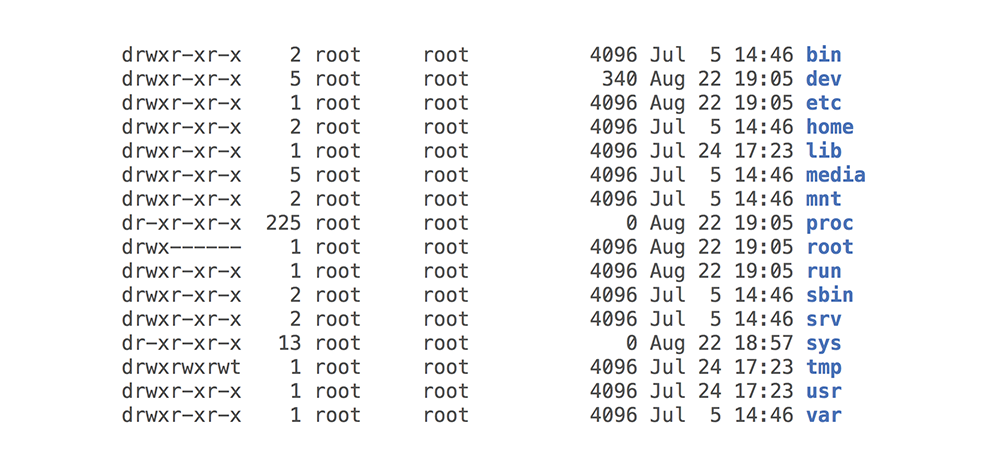 drwxr-xr-x    2 root     root          4096 Jul  5 14:46 bin
drwxr-xr-x    5 root     root           340 Aug 22 19:05 dev
drwxr-xr-x    1 root     root          4096 Aug 22 19:05 etc
drwxr-xr-x    2 root     root          4096 Jul  5 14:46 home
drwxr-xr-x    1 root     root          4096 Jul 24 17:23 lib
drwxr-xr-x    5 root     root          4096 Jul  5 14:46 media
drwxr-xr-x    2 root     root          4096 Jul  5 14:46 mnt
dr-xr-xr-x  225 root     root             0 Aug 22 19:05 proc
drwx------    1 root     root          4096 Aug 22 19:05 root
drwxr-xr-x    1 root     root          4096 Aug 22 19:05 run
drwxr-xr-x    2 root     root          4096 Jul  5 14:46 sbin
drwxr-xr-x    2 root     root          4096 Jul  5 14:46 srv
dr-xr-xr-x   13 root     root             0 Aug 22 18:57 sys
drwxrwxrwt    1 root     root          4096 Jul 24 17:23 tmp
drwxr-xr-x    1 root     root          4096 Jul 24 17:23 usr
drwxr-xr-x    1 root     root          4096 Jul  5 14:46 var